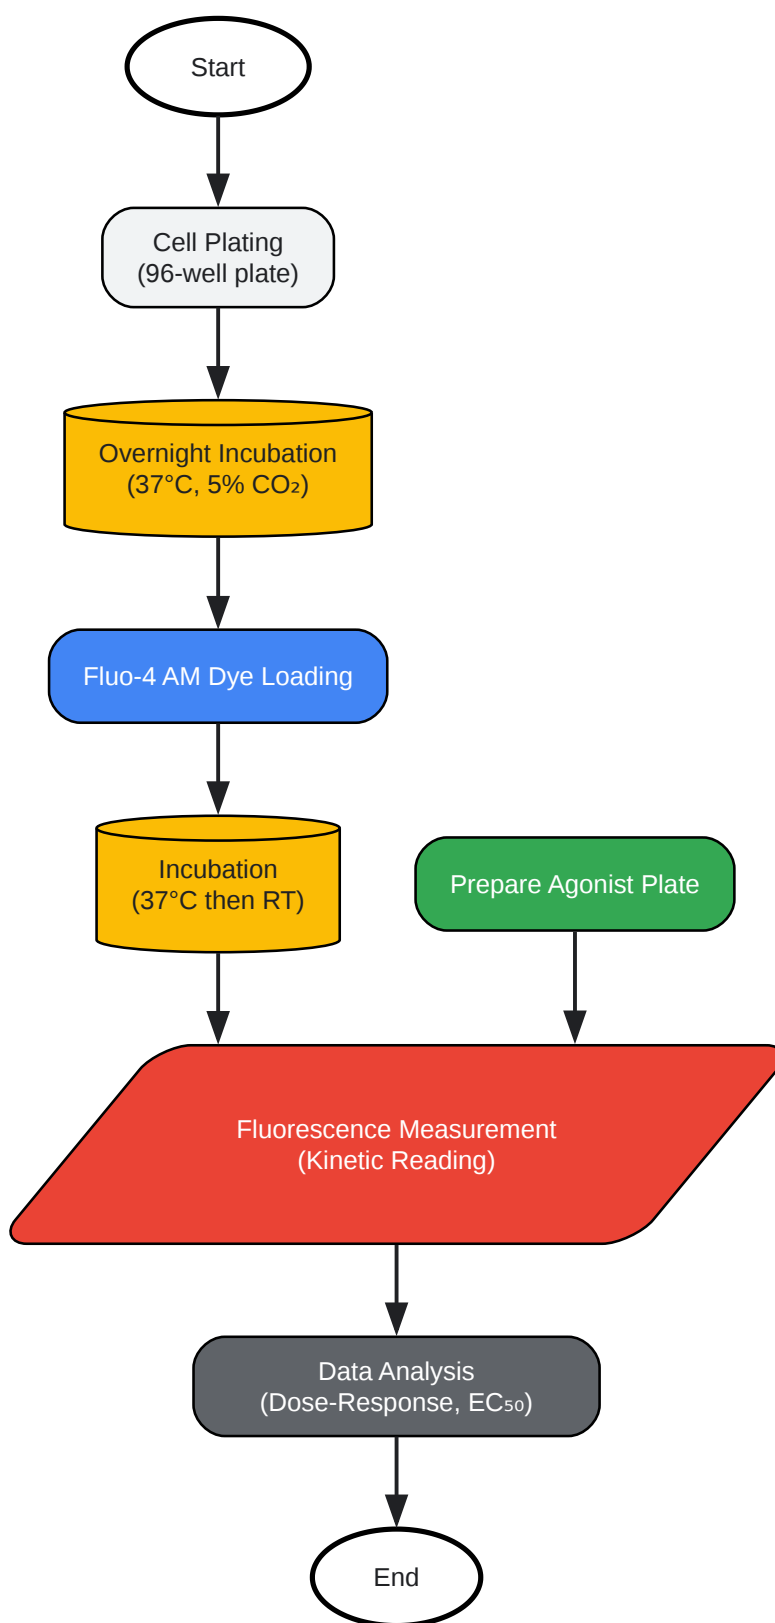 Start
Cell Plating
(96-well plate)
Overnight Incubation
(37°C, 5% CO₂)
Fluo-4 AM Dye Loading
Incubation
(37°C then RT)
Prepare Agonist Plate
Fluorescence Measurement
(Kinetic Reading)
Data Analysis
(Dose-Response, EC₅₀)
End